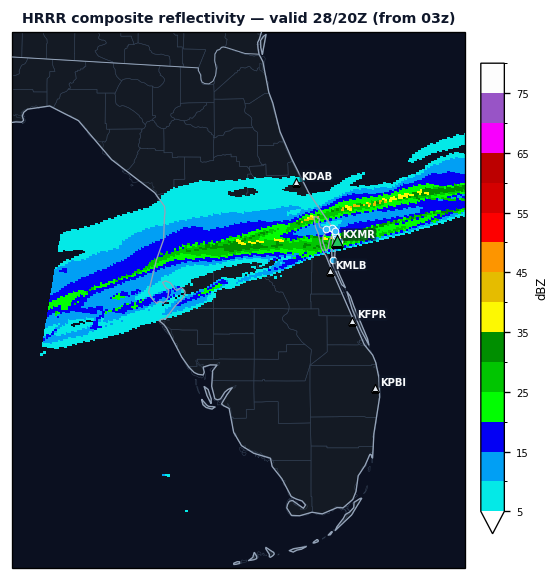 HRRR composite reflectivity — valid 28/20Z (from 03z)
KDAB
KXMR
KMLB
KFPR
KPBI
75
65
55
45
35
25
15
5
dBZ